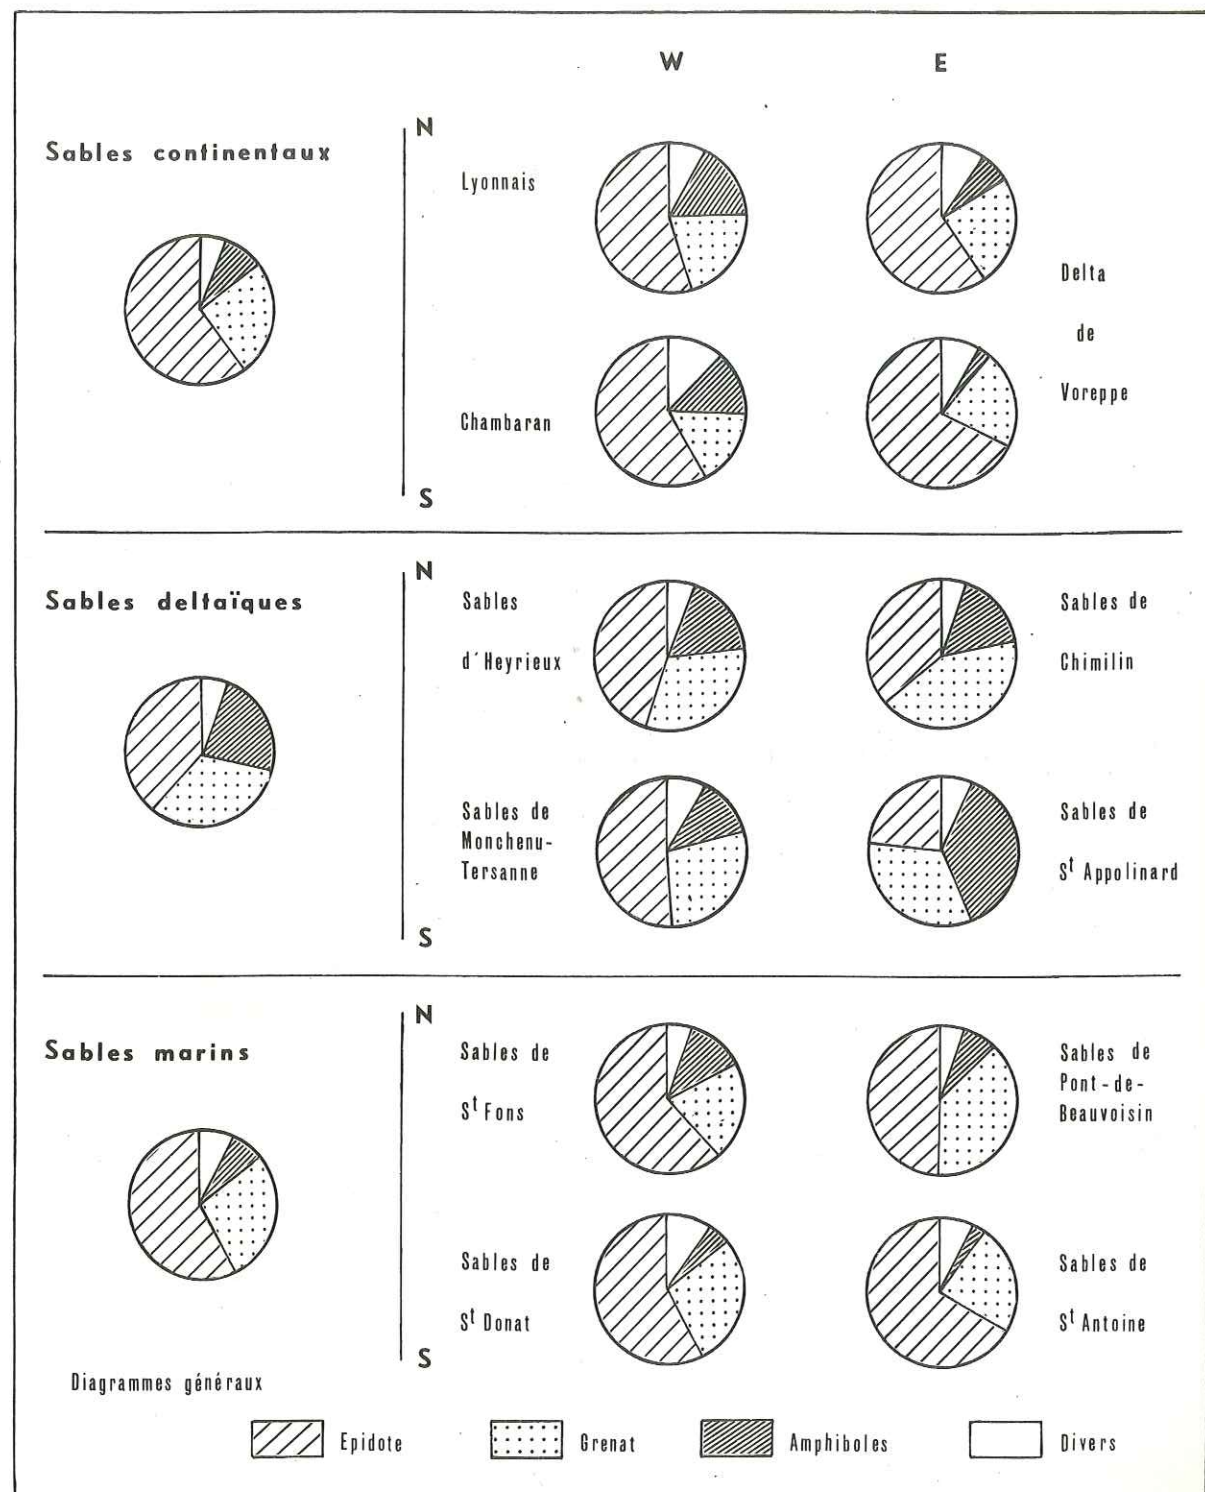 W E
Sables continentaux
N
Lyonnais
Delta
de
Voreppe
Chambaran
S
Sables deltaïques
N
Sables
d'Heyrieux
Sables de
Chimilin
Sables de
Monchenu-
Tersanne
Sables de
St Appolinard
S
Sables marins
N
Sables de
St Fons
Sables de
Pont-de-
Beauvoisin
Sables de
St Donat
Sables de
St Antoine
S
Diagrammes généraux
Epidote Grenat Amphiboles Divers